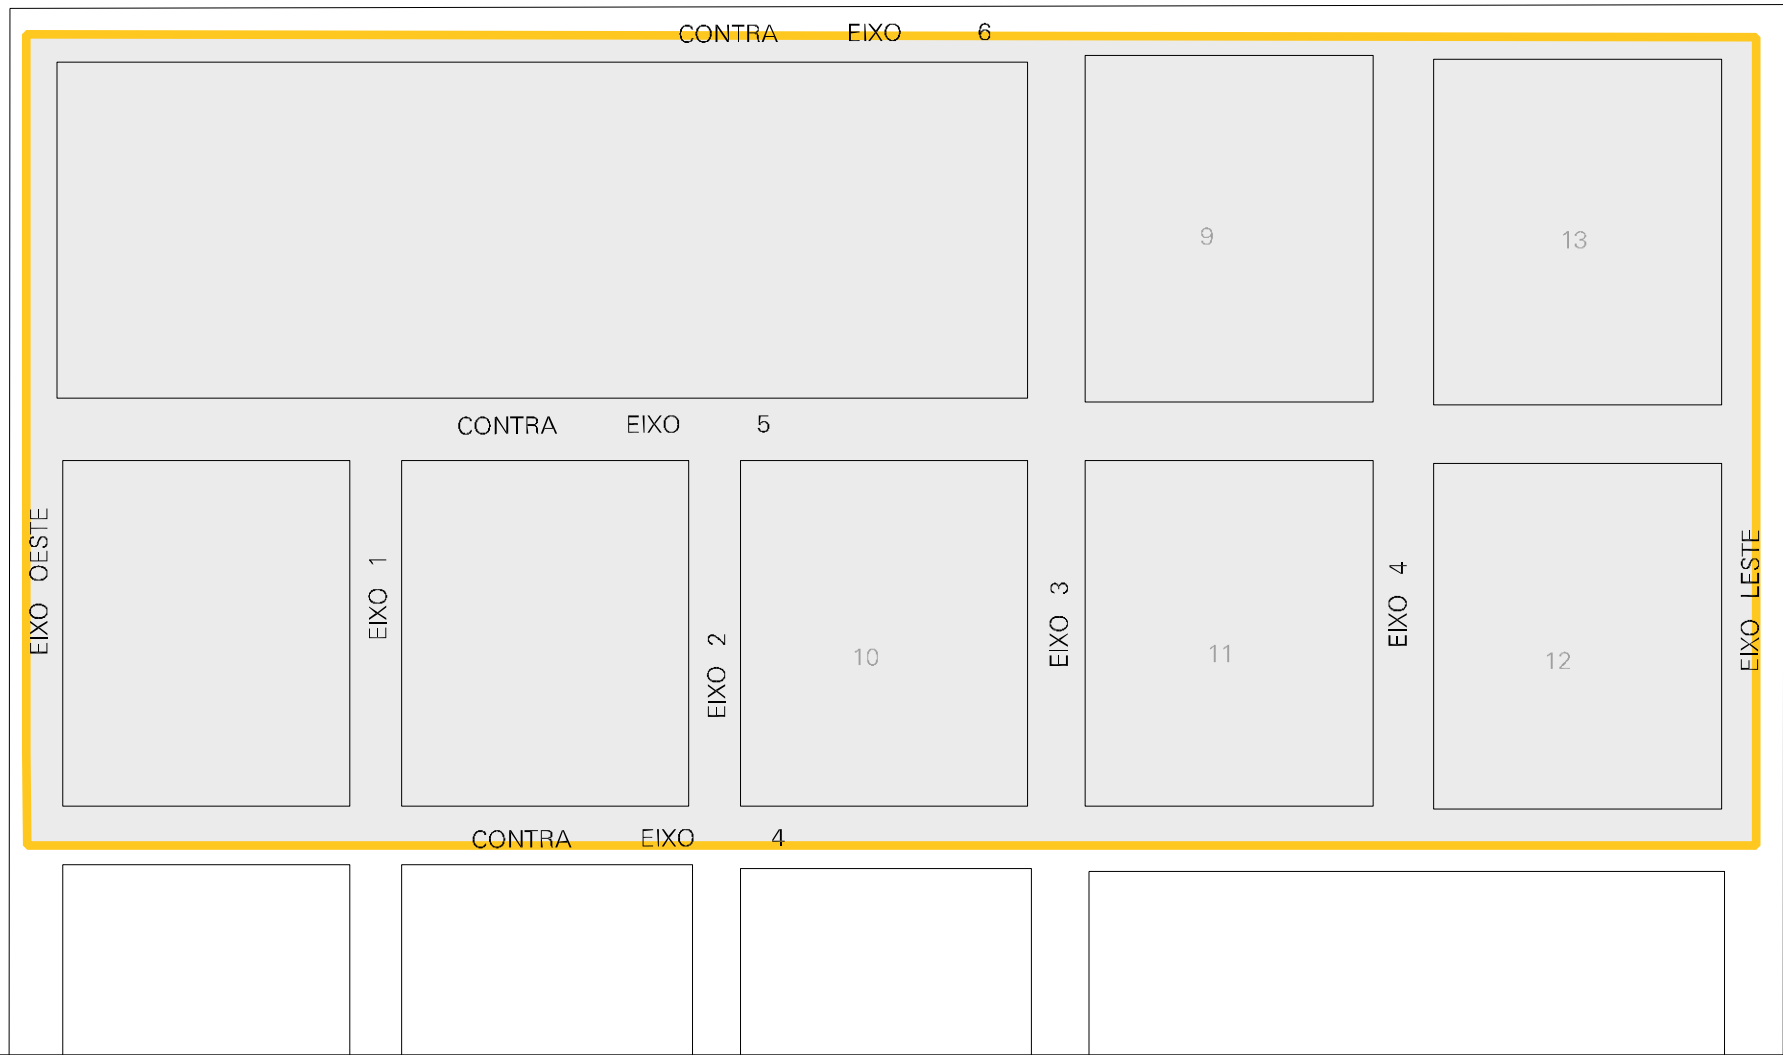 CONTRA EIXO 6
9
13
CONTRA EIXO 5
EIXO OESTE
EIXO 1
EIXO 2
10
EIXO 3
11
EIXO 4
12
EIXO LESTE
CONTRA EIXO 4